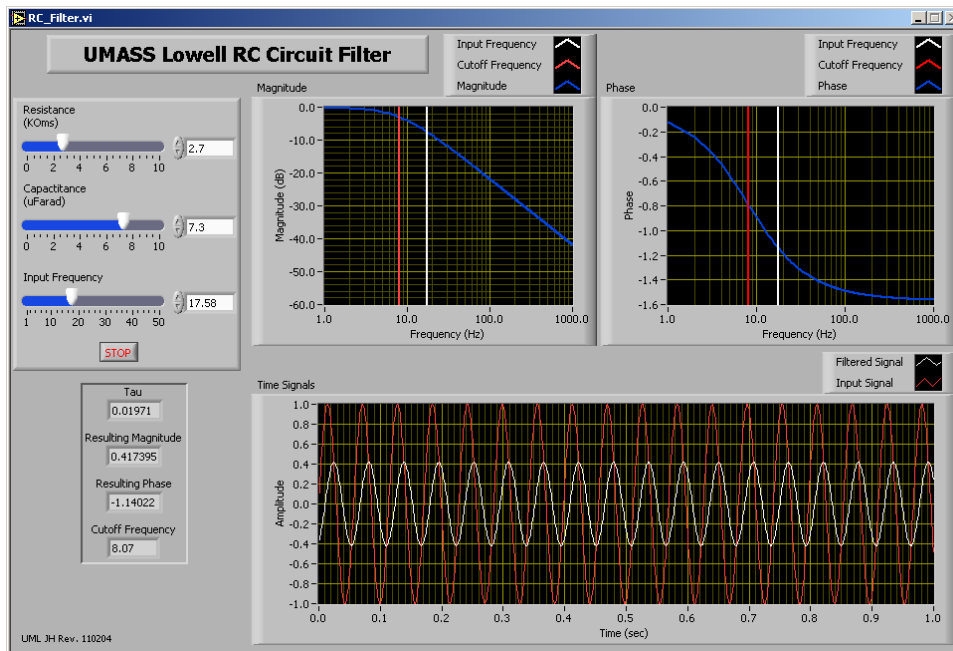 RC_Filter.vi
UMASS Lowell RC Circuit Filter
Resistance
(KOms)
2.7
0 2 4 6 8 10
Capactitance
(uFarad)
7.3
0 2 4 6 8 10
Input Frequency
17.58
1 10 20 30 40 50
STOP
Tau
0.01971
Resulting Magnitude
0.417395
Resulting Phase
-1.14022
Cutoff Frequency
8.07
UML JH Rev. 110204
Input Frequency
Cutoff Frequency
Magnitude
Magnitude
0.0
-10.0
-20.0
-30.0
-40.0
-50.0
-60.0
Magnitude (dB)
1.0 10.0 100.0 1000.0
Frequency (Hz)
Input Frequency
Cutoff Frequency
Phase
Phase
0.0
-0.2
-0.4
-0.6
-0.8
-1.0
-1.2
-1.4
-1.6
Phase
1.0 10.0 100.0 1000.0
Frequency (Hz)
Filtered Signal
Input Signal
Time Signals
1.0
0.8
0.6
0.4
0.2
0.0
-0.2
-0.4
-0.6
-0.8
-1.0
Amplitude
0.0 0.1 0.2 0.3 0.4 0.5 0.6 0.7 0.8 0.9 1.0
Time (sec)